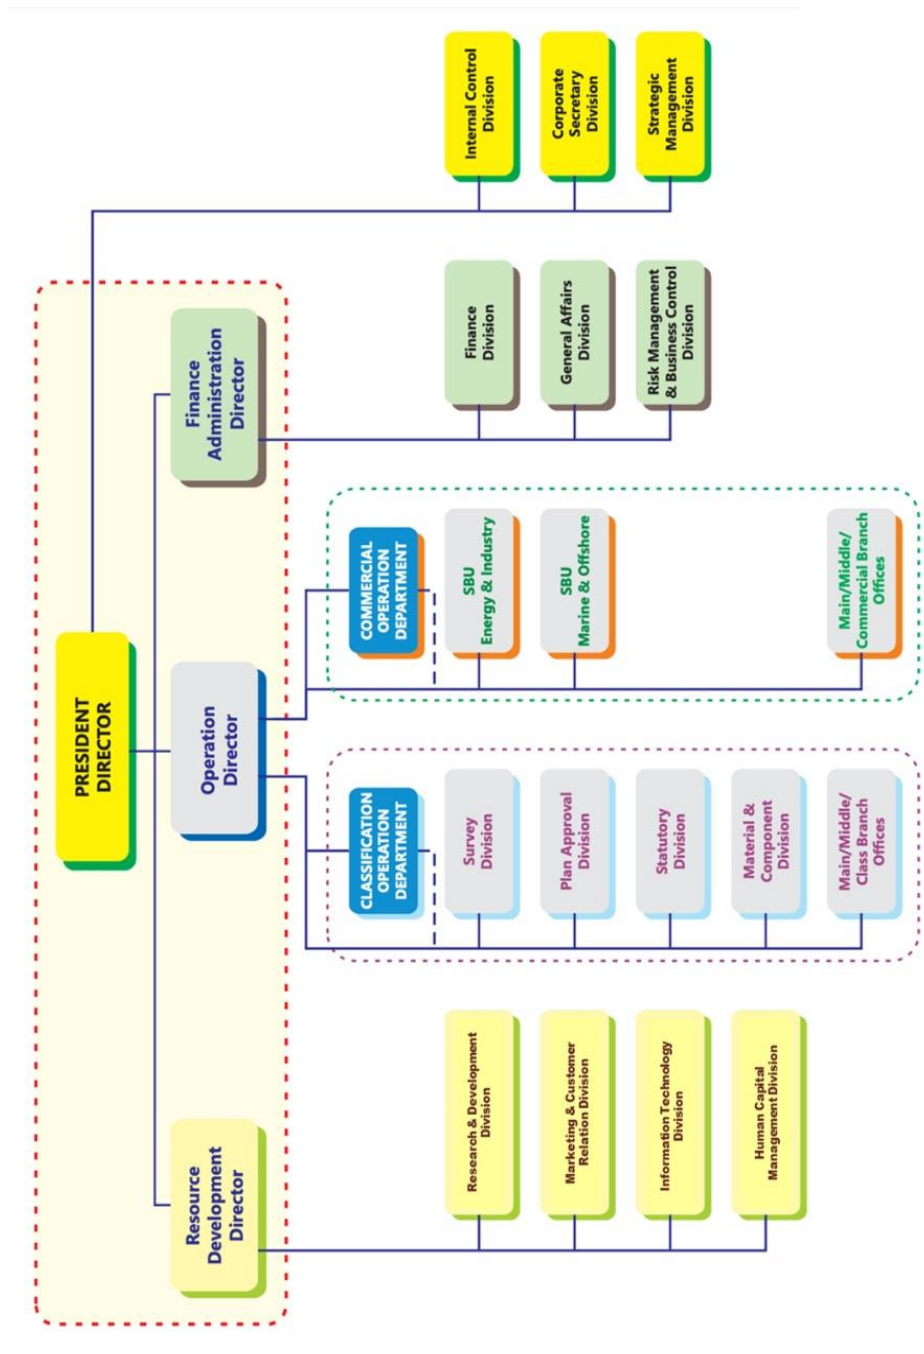 PRESIDENT
DIRECTOR
Resource
Development
Director
Operation
Director
Finance
Administration
Director
CLASSIFICATION
OPERATION
DEPARTMENT
COMMERCIAL
OPERATION
DEPARTMENT
Research & Development
Division
Marketing & Customer
Relation Division
Information Technology
Division
Human Capital
Management Division
Survey
Division
Plan Approval
Division
Statutory
Division
Material &
Component
Division
Main/Middle/
Class Branch
Offices
SBU
Energy & Industry
SBU
Marine & Offshore
Main/Middle/
Commercial Branch
Offices
Finance
Division
General Affairs
Division
Risk Management
& Business Control
Division
Internal Control
Division
Corporate
Secretary
Division
Strategic
Management
Division